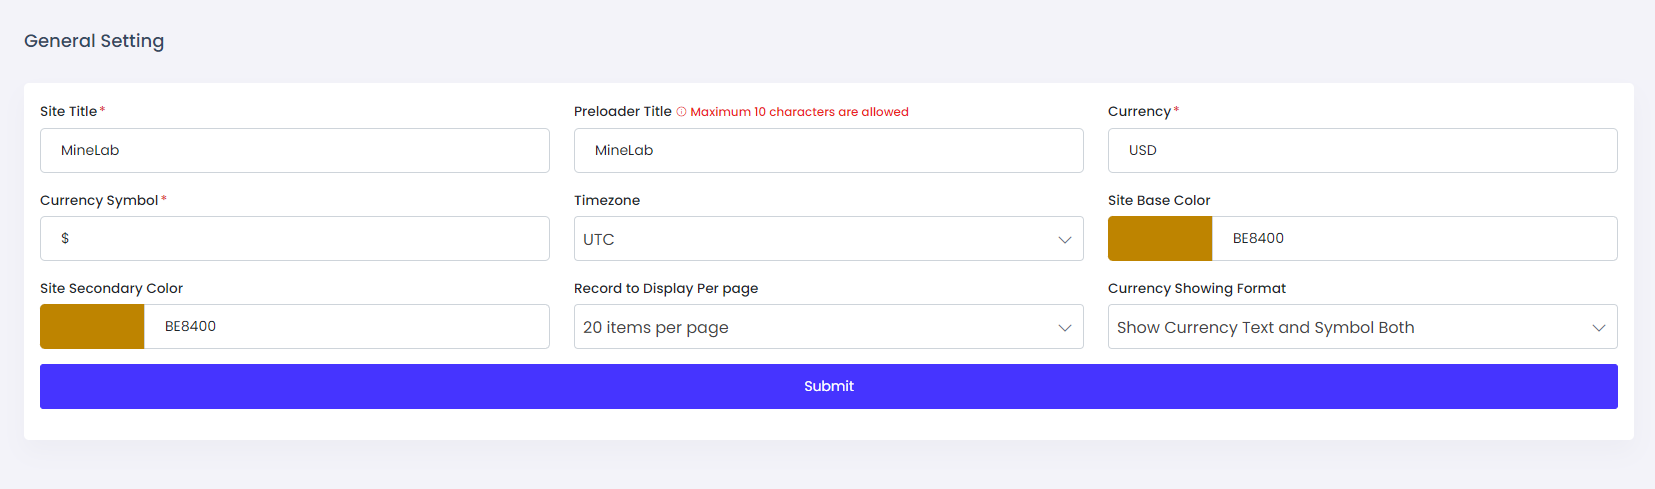 General Setting
Site Title *
Preloader Title Maximum 10 characters are allowed
Currency *
MineLab
MineLab
USD
Currency Symbol *
Timezone
Site Base Color
$
UTC
BE8400
Site Secondary Color
Record to Display Per page
Currency Showing Format
BE8400
20 items per page
Show Currency Text and Symbol Both
Submit